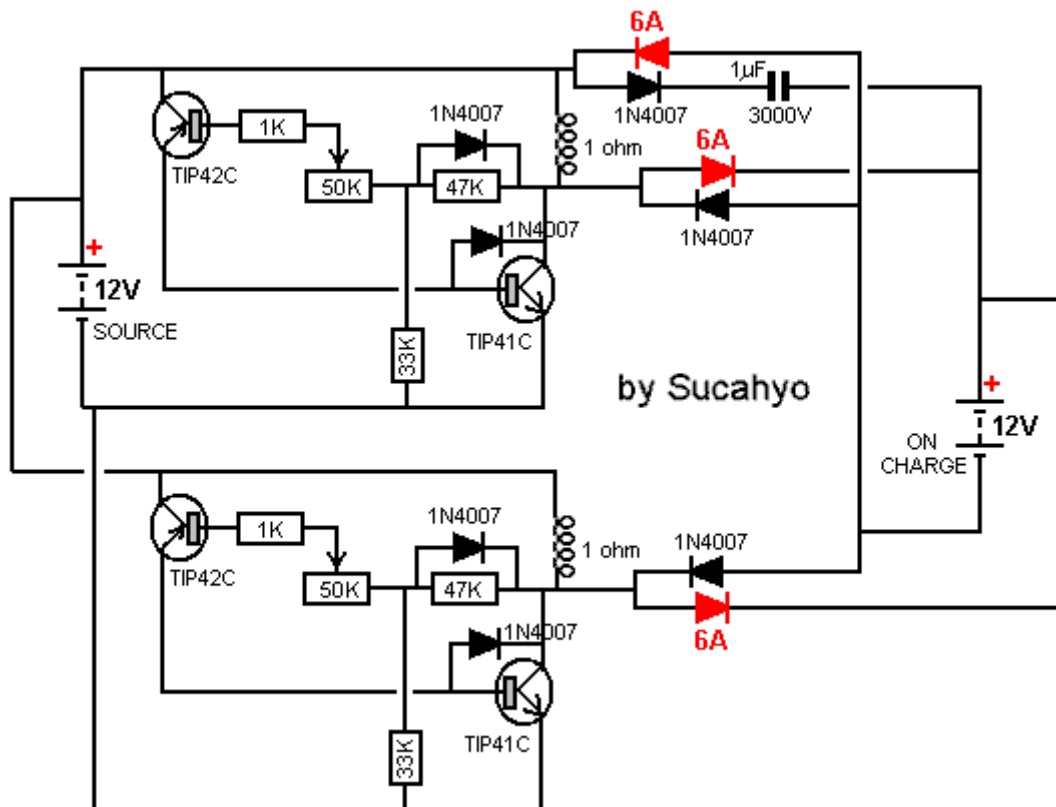 6A
1µF
1N4007
1K
1N4007
3000V
6A
1 ohm
TIP42C
50K
47K
1N4007
1N4007
+
12V
SOURCE
TIP41C
33K
by Sucahyo
+
12V
ON
CHARGE
1N4007
1K
1 ohm
1N4007
TIP42C
50K
47K
1N4007
6A
TIP41C
33K